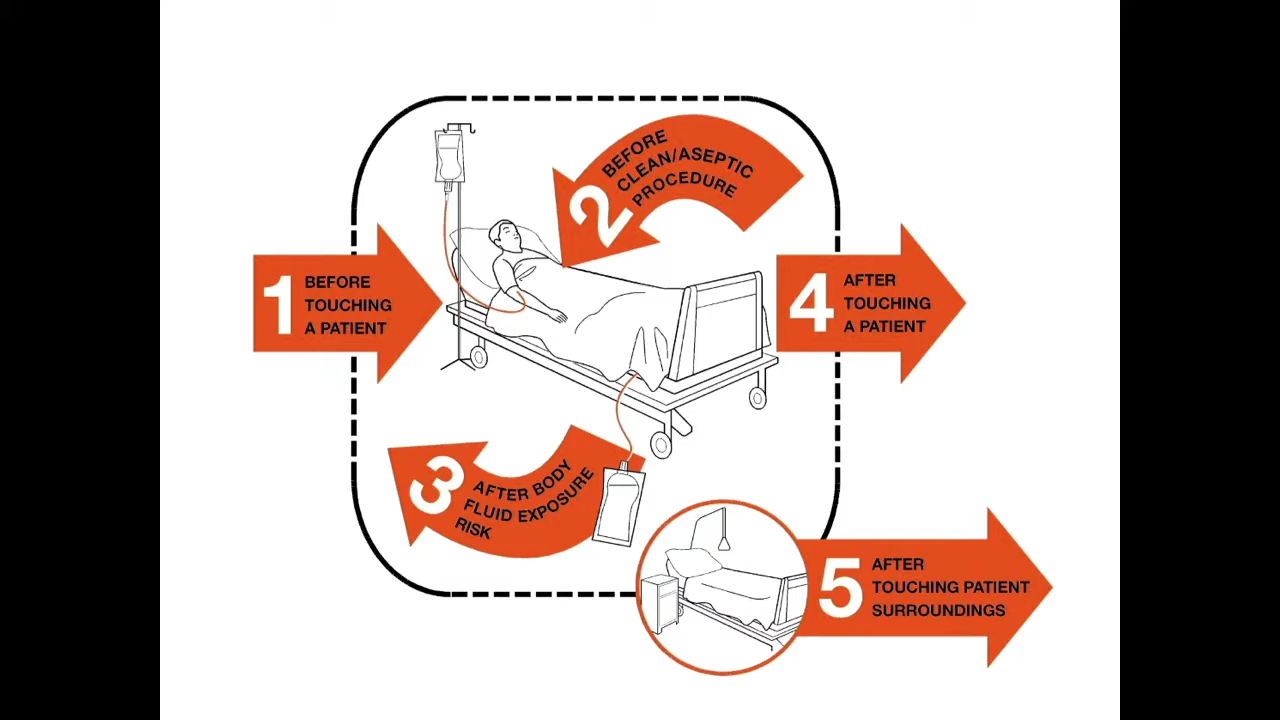 1
BEFORE
TOUCHING
A PATIENT
2
BEFORE
CLEAN/ASEPTIC
PROCEDURE
3
AFTER BODY
FLUID EXPOSURE
RISK
4
AFTER
TOUCHING
A PATIENT
5
AFTER
TOUCHING PATIENT
SURROUNDINGS